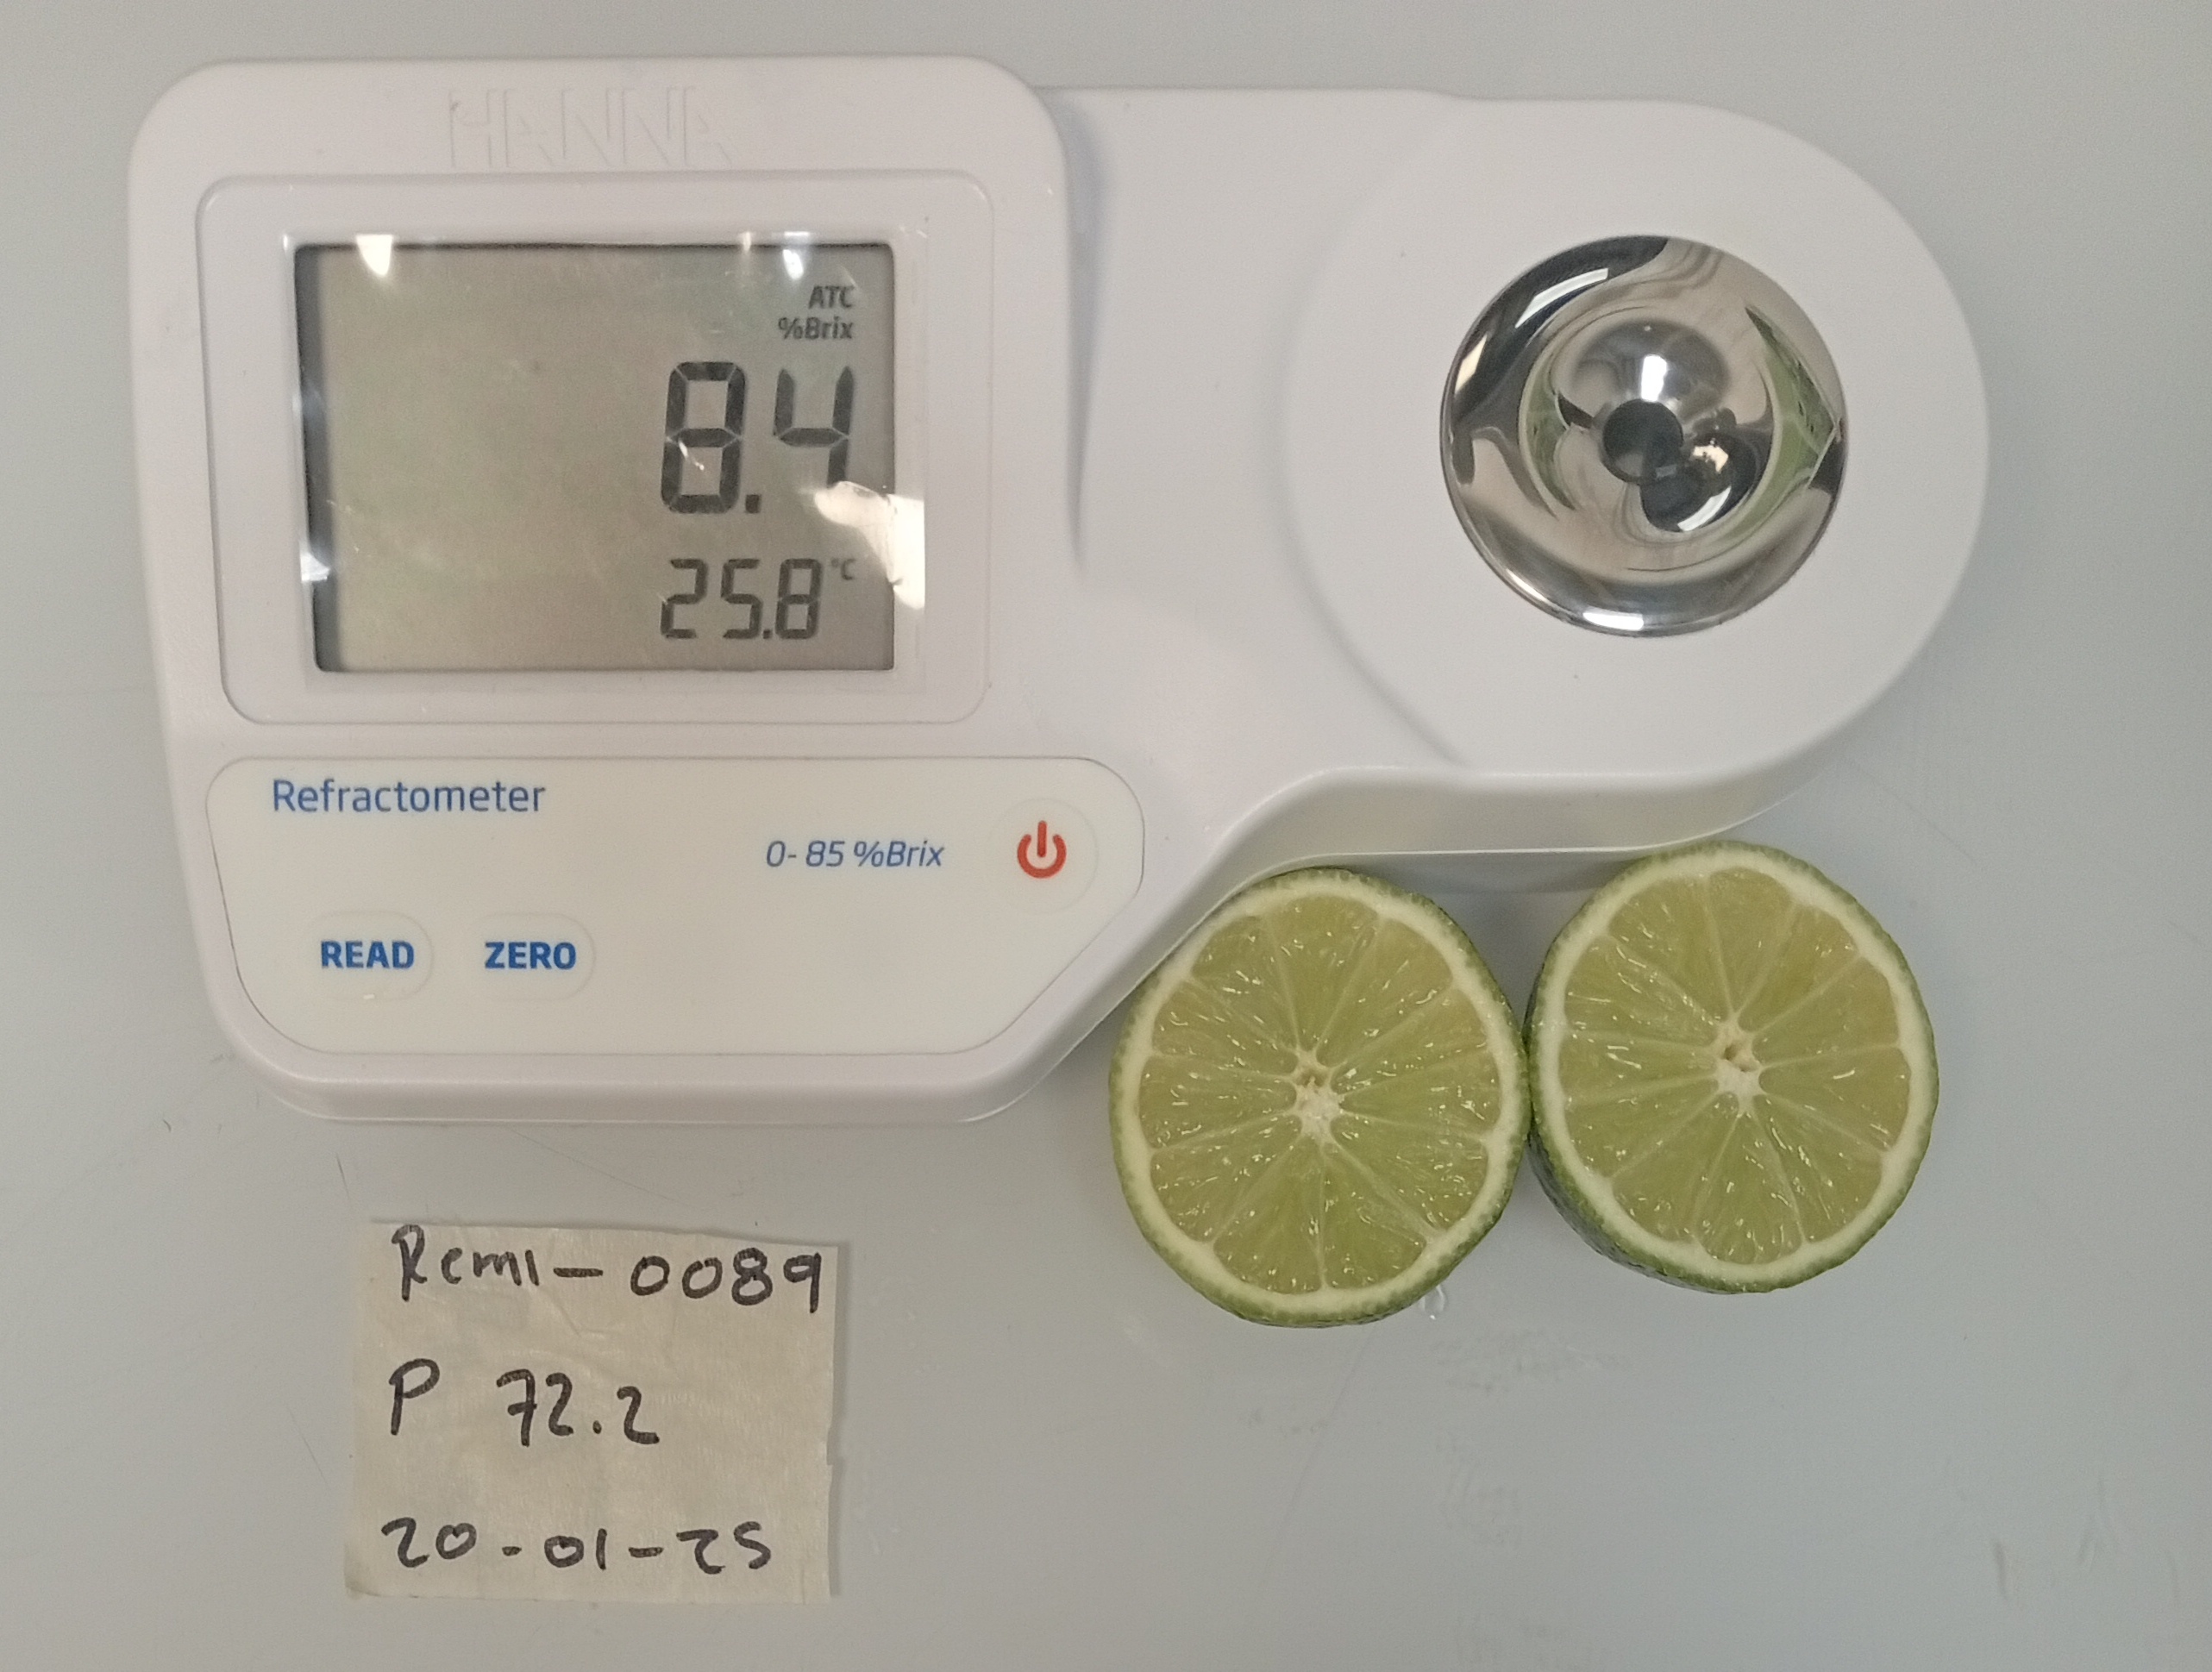 HANNA
ATC
%Brix
8.4
25.8 °C
Refractometer
0-85 %Brix
READ ZERO
Remi-0089
P 72.2
20-01-25